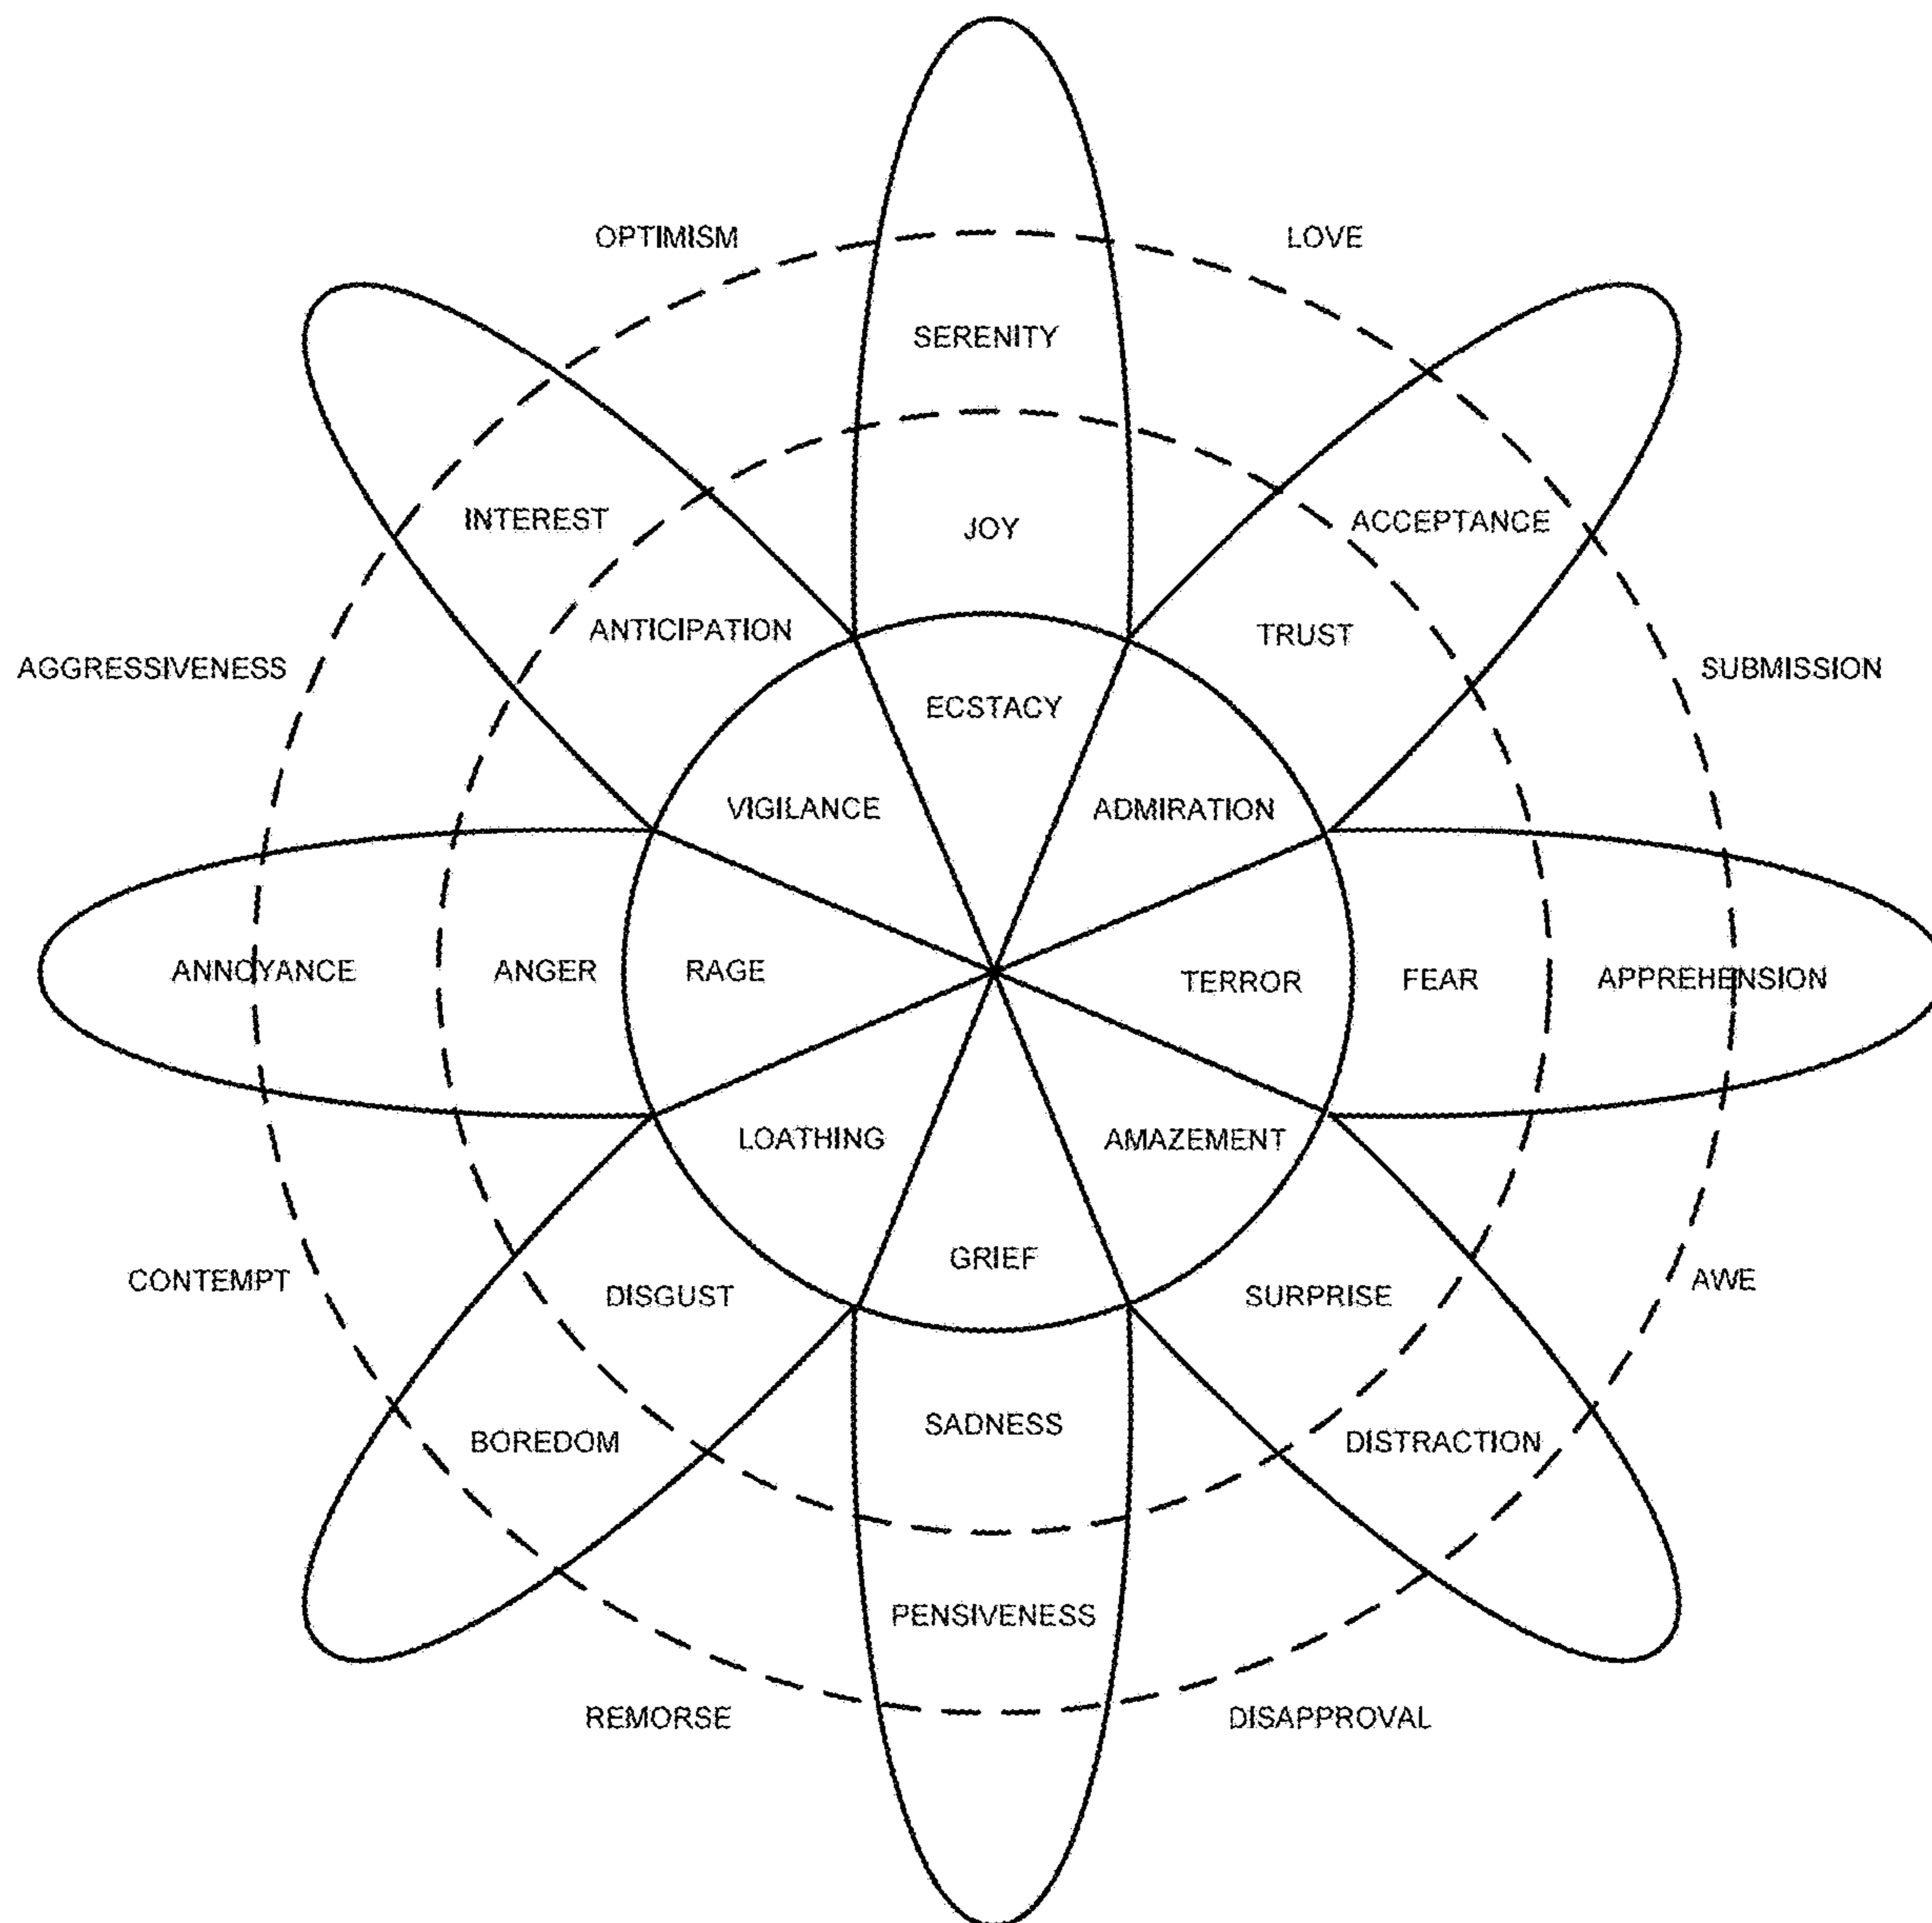 OPTIMISM
LOVE
SERENITY
INTEREST
JOY
ACCEPTANCE
ANTICIPATION
TRUST
AGGRESSIVENESS
ECSTACY
SUBMISSION
VIGILANCE
ADMIRATION
ANNOYANCE
ANGER
RAGE
TERROR
FEAR
APPREHENSION
LOATHING
AMAZEMENT
CONTEMPT
DISGUST
GRIEF
SURPRISE
AWE
BOREDOM
SADNESS
DISTRACTION
PENSIVENESS
REMORSE
DISAPPROVAL